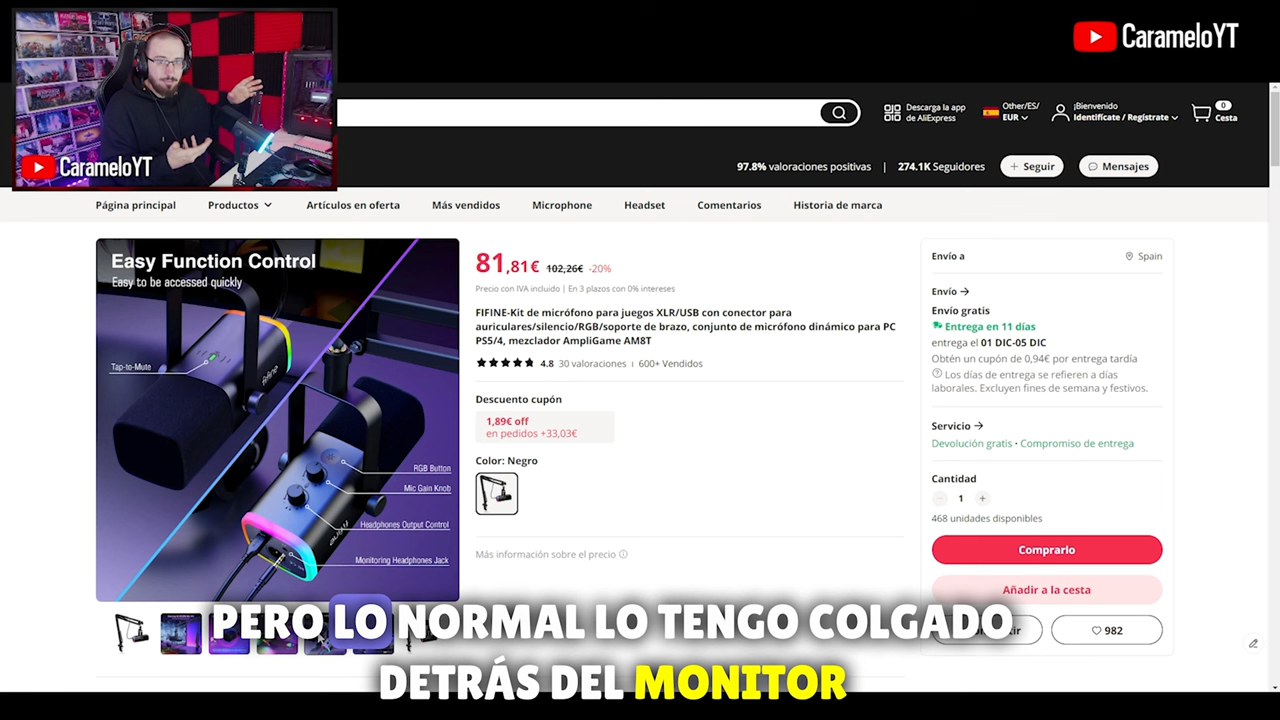 CarameloYT
CarameloYT
Descarga la app
de AliExpress
Other/ES/
EUR
¡Bienvenido
Identifícate / Regístrate
0
Cesta
97.8% valoraciones positivas | 274.1K Seguidores
+ Seguir
Mensajes
Página principal
Productos
Artículos en oferta
Más vendidos
Microphone
Headset
Comentarios
Historia de marca
Easy Function Control
Easy to be accessed quickly
Tap-to-Mute
fifine
RGB Button
Mic Gain Knob
Headphones Output Control
Monitoring Headphones Jack
fifine
81,81€ 102,26€ -20%
Precio con IVA incluido | En 3 plazos con 0% intereses
FIFINE-Kit de micrófono para juegos XLR/USB con conector para
auriculares/silencio/RGB/soporte de brazo, conjunto de micrófono dinámico para PC
PS5/4, mezclador AmpliGame AM8T
4.8 30 valoraciones | 600+ Vendidos
Descuento cupón
1,89€ off
en pedidos +33,03€
Color: Negro
Más información sobre el precio
Envío a
Spain
Envío
Envío gratis
Entrega en 11 días
entrega el 01 DIC-05 DIC
Obtén un cupón de 0,94€ por entrega tardía
Los días de entrega se refieren a días
laborales. Excluyen fines de semana y festivos.
Servicio
Devolución gratis · Compromiso de entrega
Cantidad
- 1 +
468 unidades disponibles
Comprarlo
Añadir a la cesta
982
PERO LO NORMAL LO TENGO COLGADO
DETRÁS DEL MONITOR